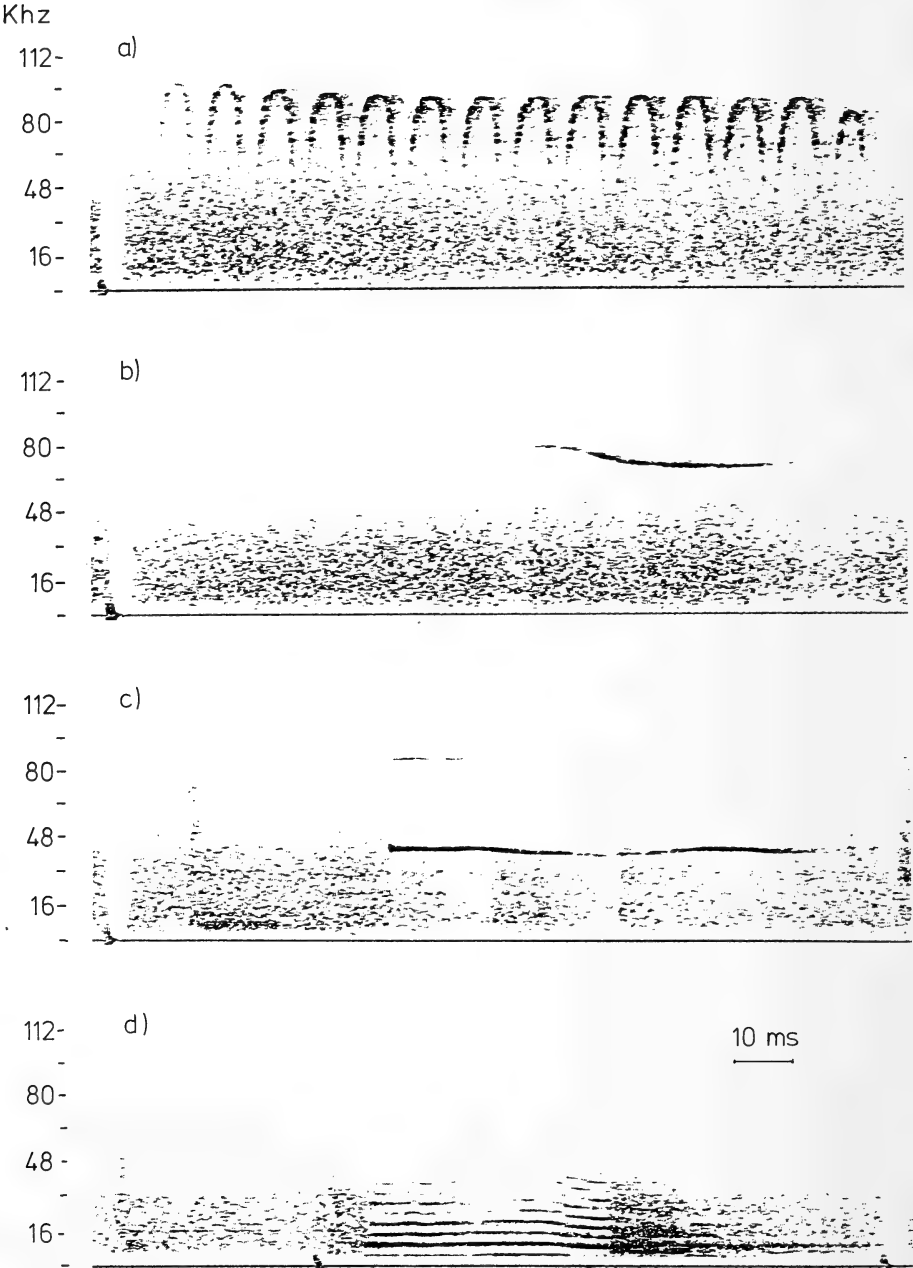 Khz
a)
112-
80-
48-
16-
b)
112-
80-
48-
16-
c)
112-
80-
48-
16-
d)
112-
10 ms
80-
48-
16-